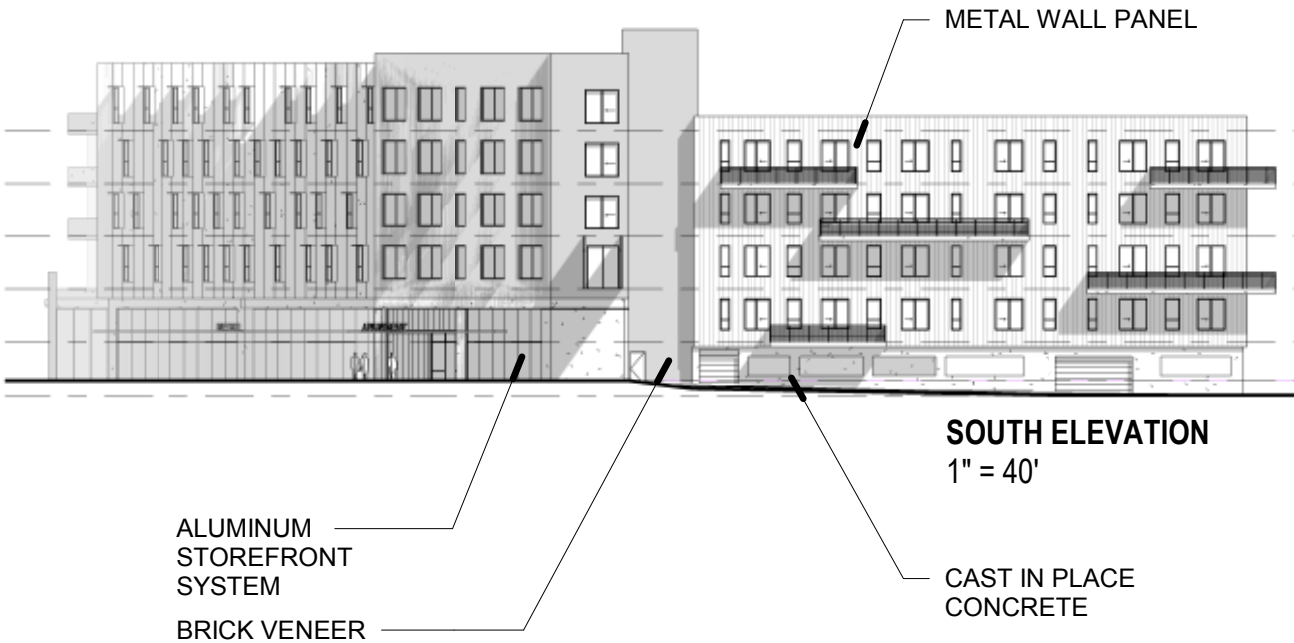 METAL WALL PANEL
SOUTH ELEVATION
1" = 40'
ALUMINUM
STOREFRONT
SYSTEM
BRICK VENEER
CAST IN PLACE
CONCRETE